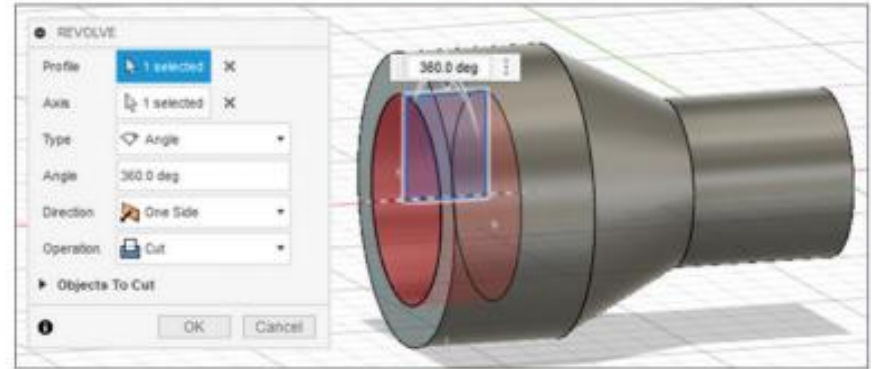 REVOLVE
Profile 1 selected
Axis 1 selected
Type Angle
Angle 360.0 deg
Direction One Side
Operation Cut
Objects To Cut
OK Cancel
360.0 deg